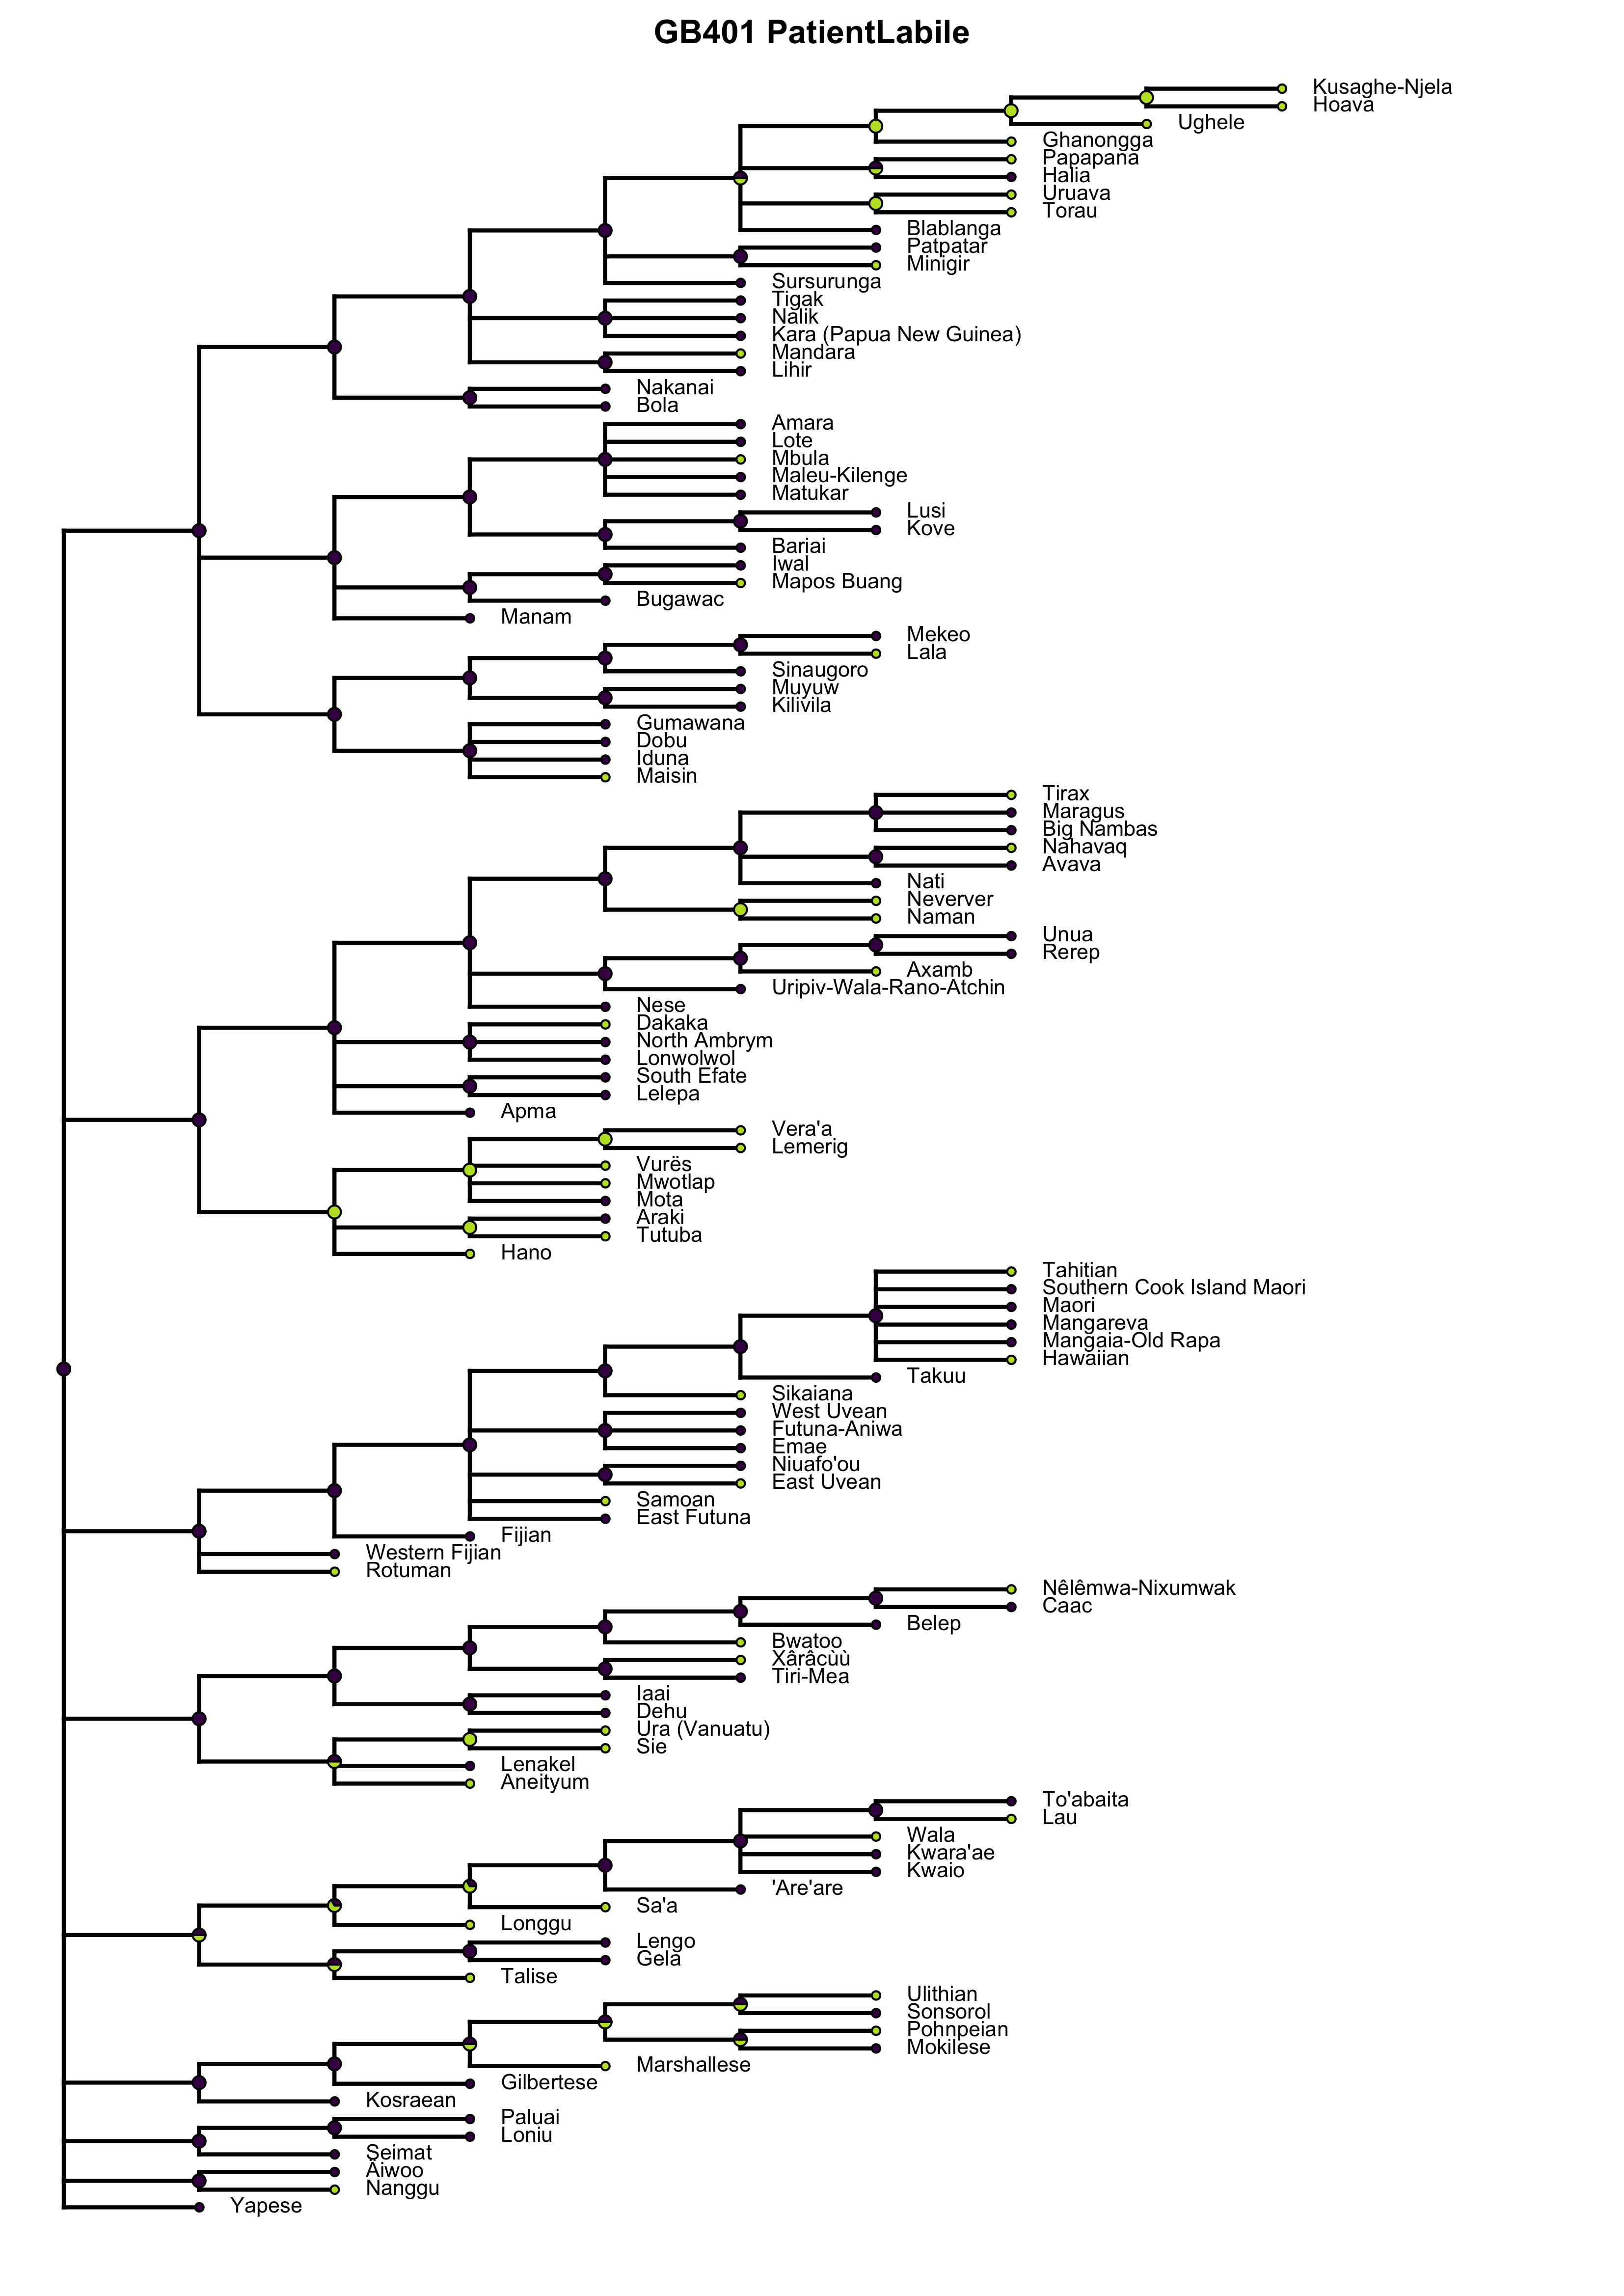 GB401 PatientLabile
Kusaghe-Njela
Hoava
Ughele
Ghanongga
Papapana
Halia
Uruava
Torau
Blablanga
Patpatar
Minigir
Sursurunga
Tigak
Nalik
Kara (Papua New Guinea)
Mandara
Lihir
Nakanai
Bola
Amara
Lote
Mbula
Maleu-Kilenge
Matukar
Lusi
Kove
Bariai
Iwal
Mapos Buang
Bugawac
Manam
Mekeo
Lala
Sinaugoro
Muyuw
Kilivila
Gumawana
Dobu
Iduna
Maisin
Tirax
Maragus
Big Nambas
Nahavaq
Avava
Nati
Neverver
Naman
Unua
Rerep
Axamb
Uripiv-Wala-Rano-Atchin
Nese
Dakaka
North Ambrym
Lonwolwol
South Efate
Lelepa
Apma
Vera'a
Lemerig
Vurës
Mwotlap
Mota
Araki
Tutuba
Hano
Tahitian
Southern Cook Island Maori
Maori
Mangareva
Mangaia-Old Rapa
Hawaiian
Takuu
Sikaiana
West Uvean
Futuna-Aniwa
Emae
Niuafo'ou
East Uvean
Samoan
East Futuna
Fijian
Western Fijian
Rotuman
Nêlêmwa-Nixumwak
Caac
Belep
Bwatoo
Xârâcùù
Tiri-Mea
Iaai
Dehu
Ura (Vanuatu)
Sie
Lenakel
Aneityum
To'abaita
Lau
Wala
Kwara'ae
Kwaio
'Are'are
Sa'a
Longgu
Lengo
Gela
Talise
Ulithian
Sonsorol
Pohnpeian
Mokilese
Marshallese
Gilbertese
Kosraean
Paluai
Loniu
Seimat
Äiwoo
Nanggu
Yapese